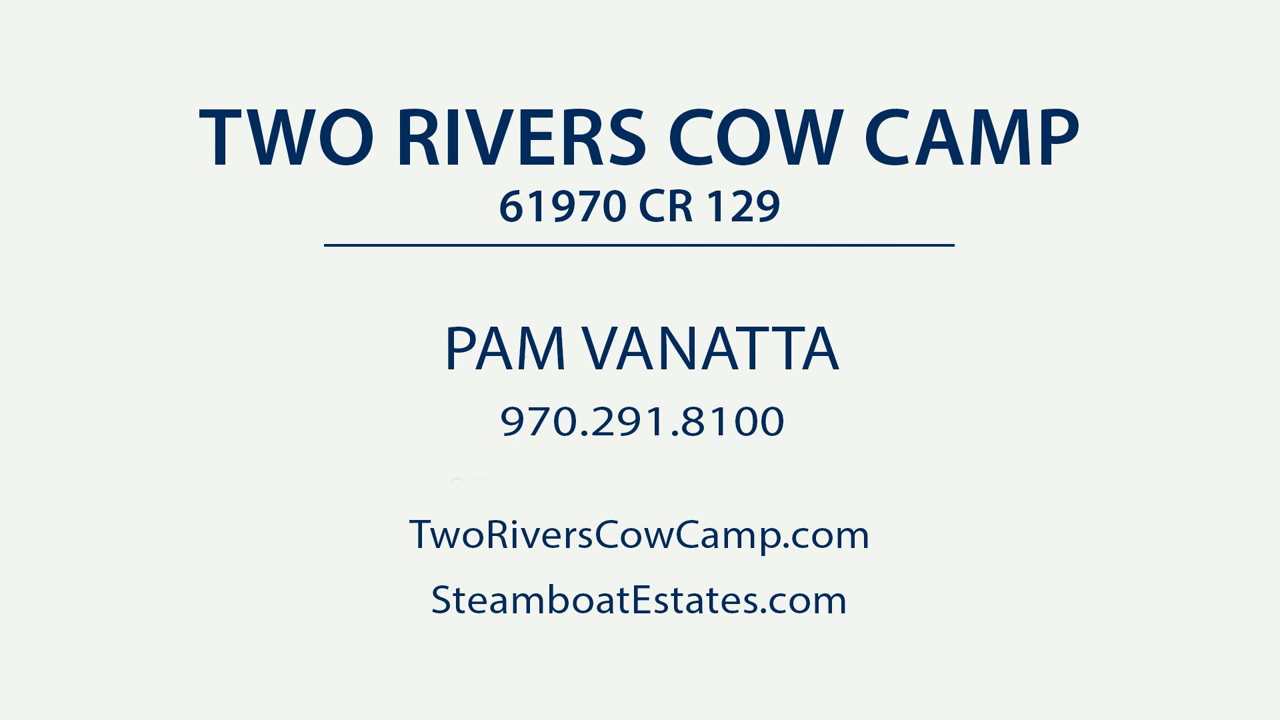 TWO RIVERS COW CAMP
61970 CR 129
PAM VANATTA
970.291.8100
TwoRiversCowCamp.com
SteamboatEstates.com